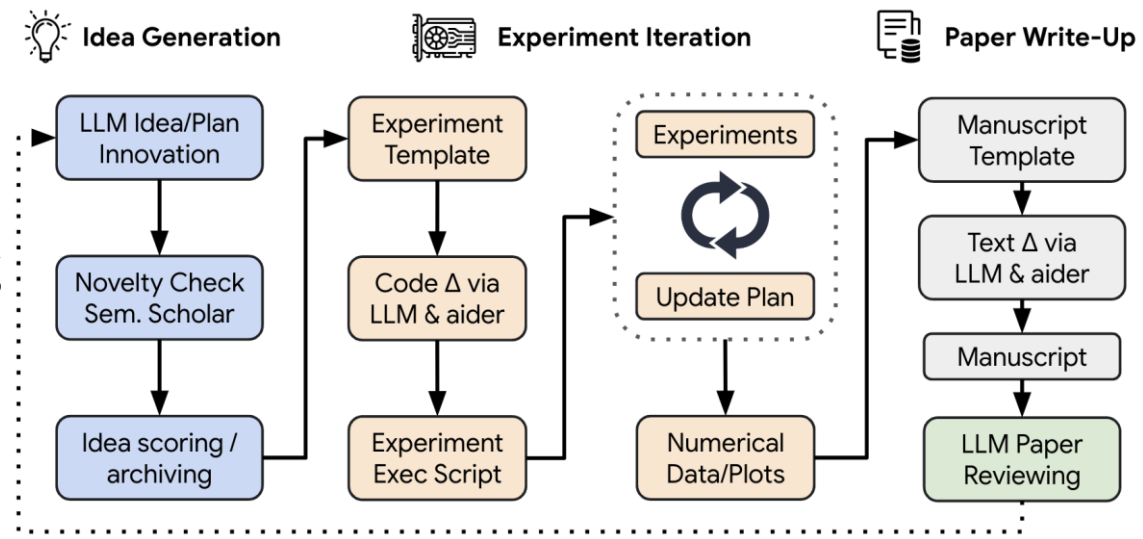 Idea Generation
Experiment Iteration
Paper Write-Up
LLM Idea/Plan
Innovation
Novelty Check
Sem. Scholar
Idea scoring /
archiving
Experiment
Template
Code Δ via
LLM & aider
Experiment
Exec Script
Experiments
Update Plan
Numerical
Data/Plots
Manuscript
Template
Text Δ via
LLM & aider
Manuscript
LLM Paper
Reviewing